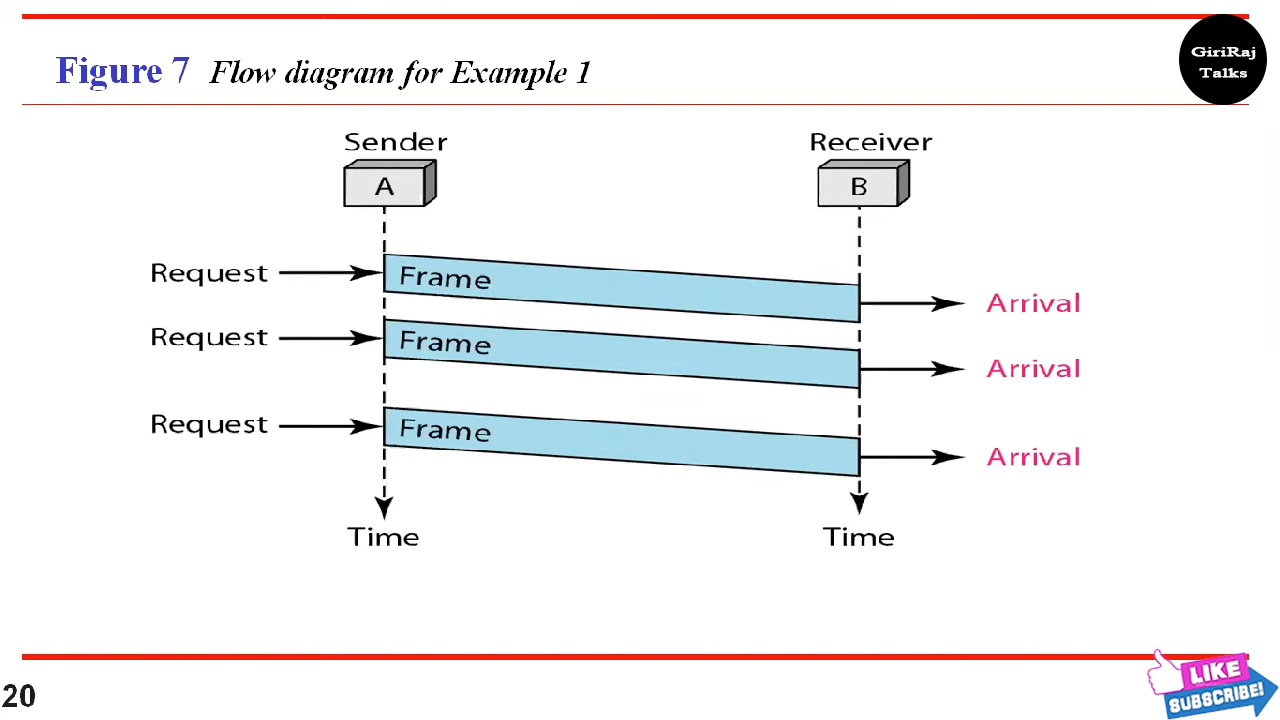 Figure 7 Flow diagram for Example 1
GiriRaj
Talks
Sender
Receiver
A
B
Request
Frame
Arrival
Request
Frame
Arrival
Request
Frame
Arrival
Time
Time
20
LIKE
SUBSCRIBE!